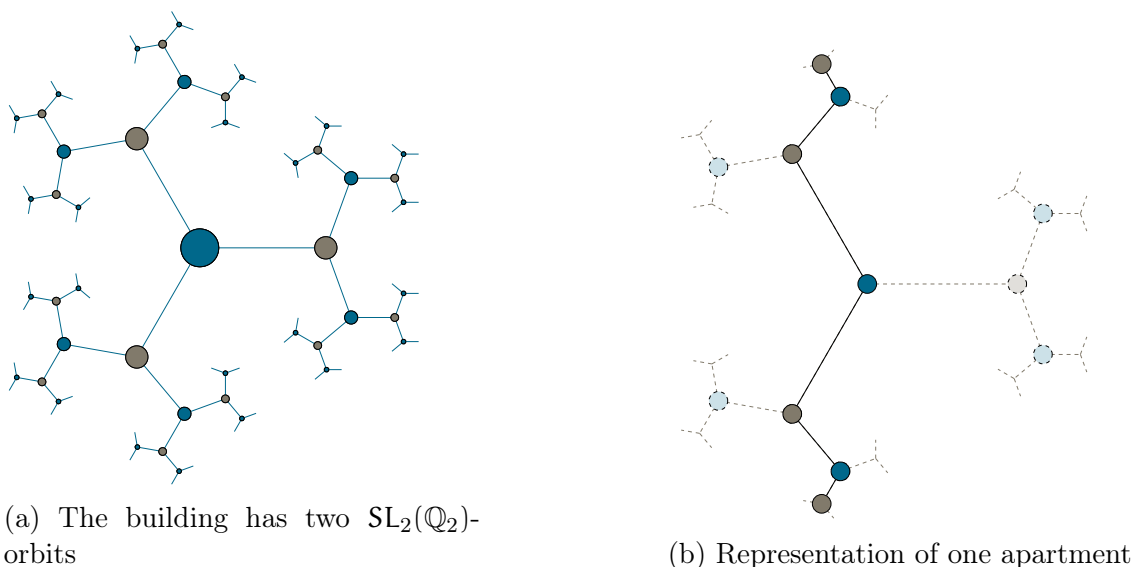 (a) The building has two SL₂(ℚ₂)-
orbits
(b) Representation of one apartment